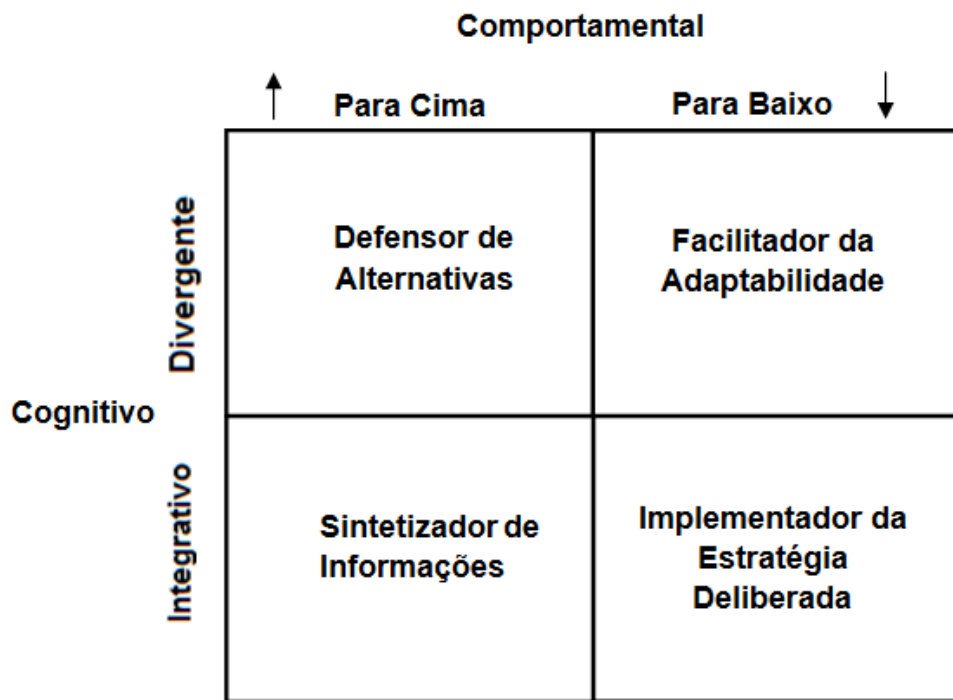 Comportamental
Para Cima
Para Baixo
Divergente
Defensor de
Alternativas
Facilitador da
Adaptabilidade
Cognitivo
Integrativo
Sintetizador de
Informações
Implementador da
Estratégia
Deliberada